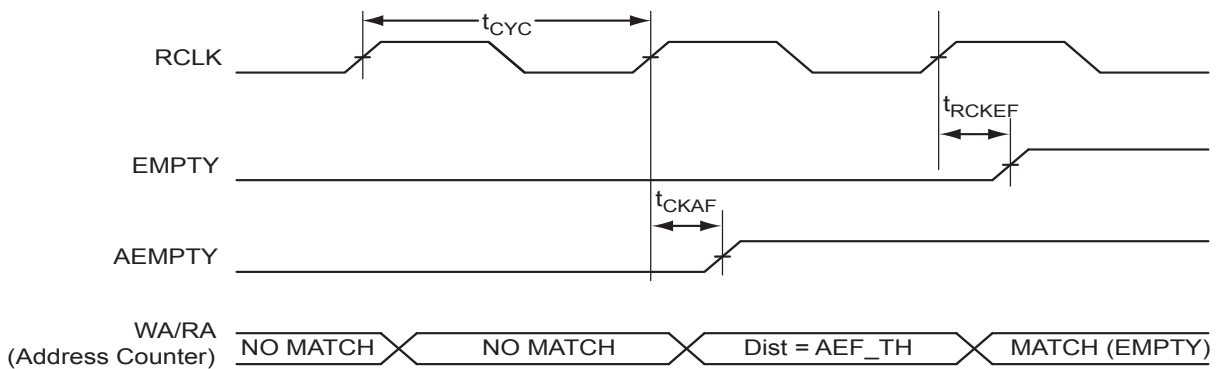 tCYC
RCLK
tRCKEF
EMPTY
tCKAF
AEMPTY
WA/RA
(Address Counter)
NO MATCH
NO MATCH
Dist = AEF_TH
MATCH (EMPTY)